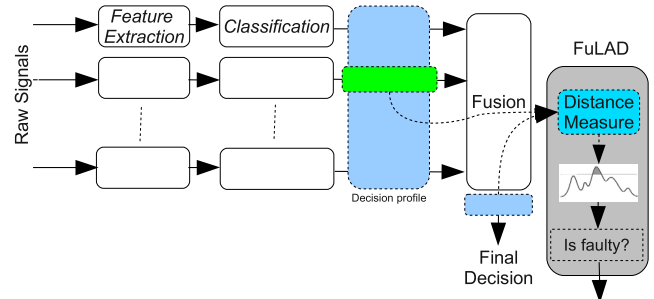 Raw Signals
Feature
Extraction
Classification
Decision profile
Fusion
Final
Decision
FuLAD
Distance
Measure
Is faulty?